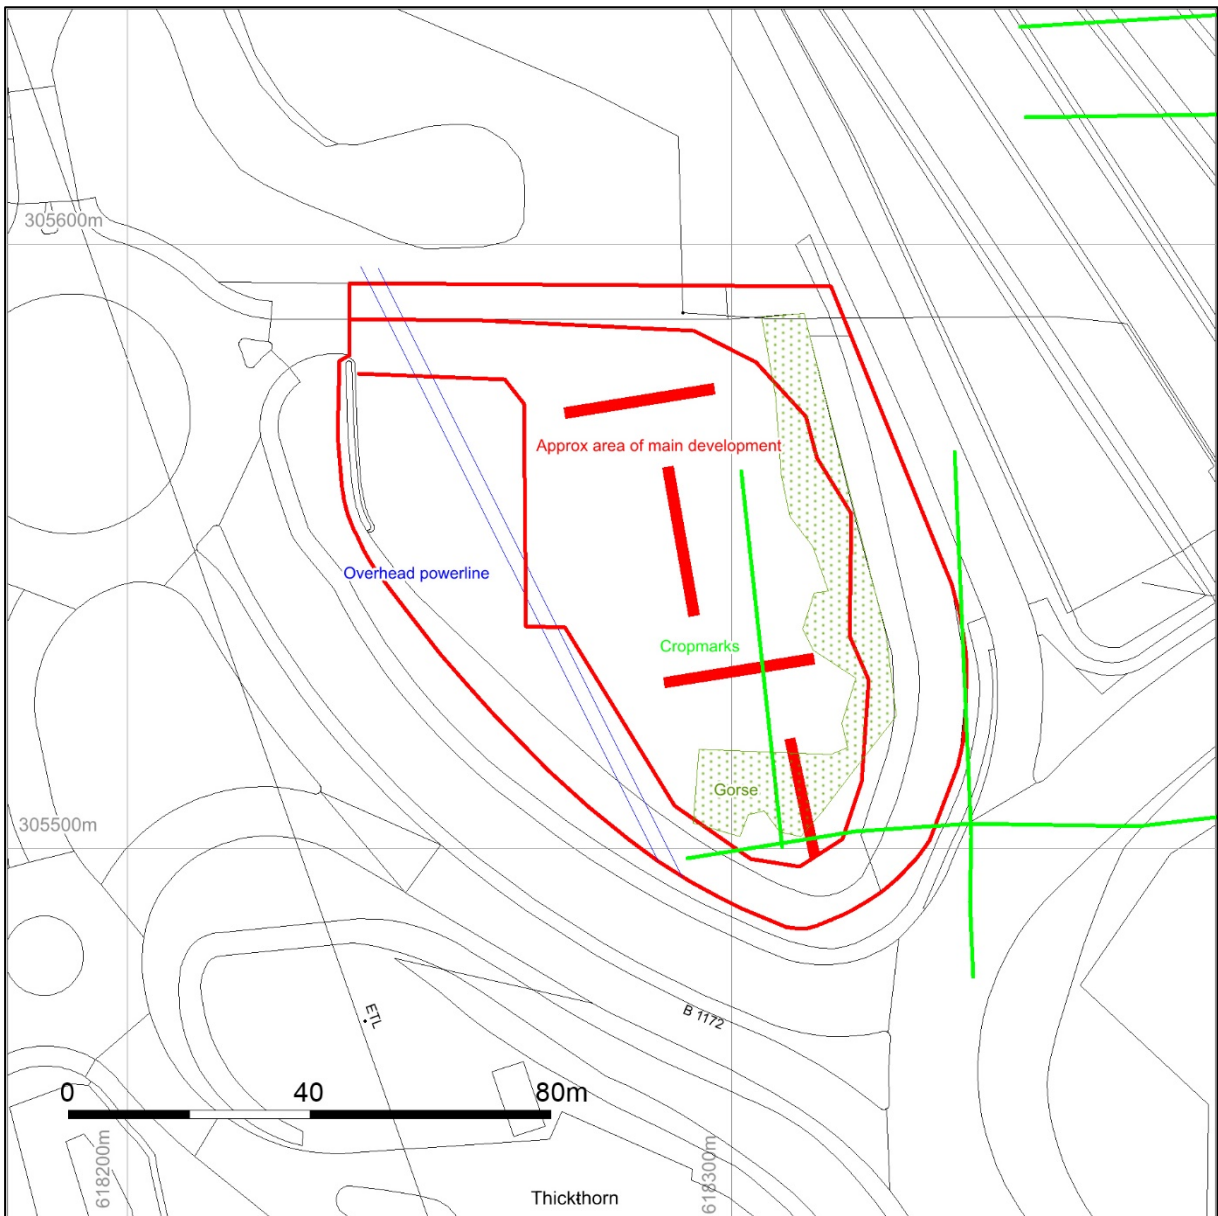 305600m
Approx area of main development
Overhead powerline
Cropmarks
Gorse
305500m
ETL
B 1172
0 40 80m
618200m
618300m
Thickthorn